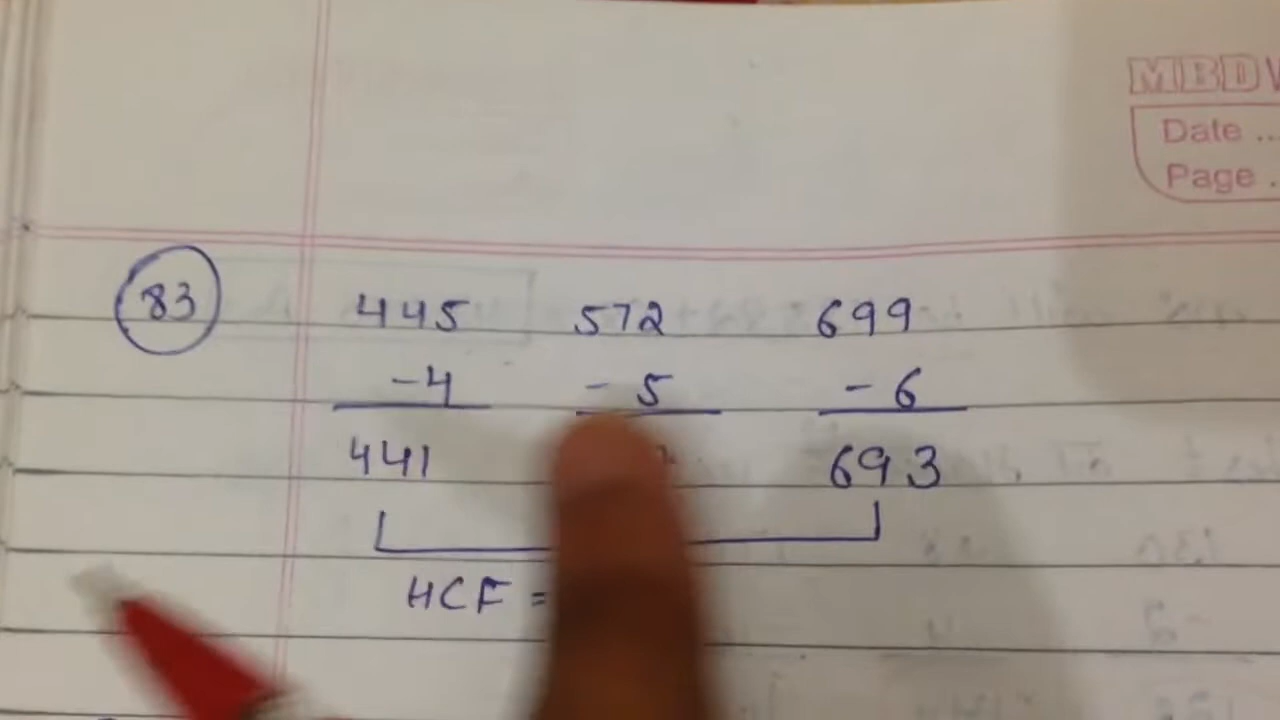 MBD
Date ..
Page .
83 445 572 699
-4 -5 -6
441 693
HCF =